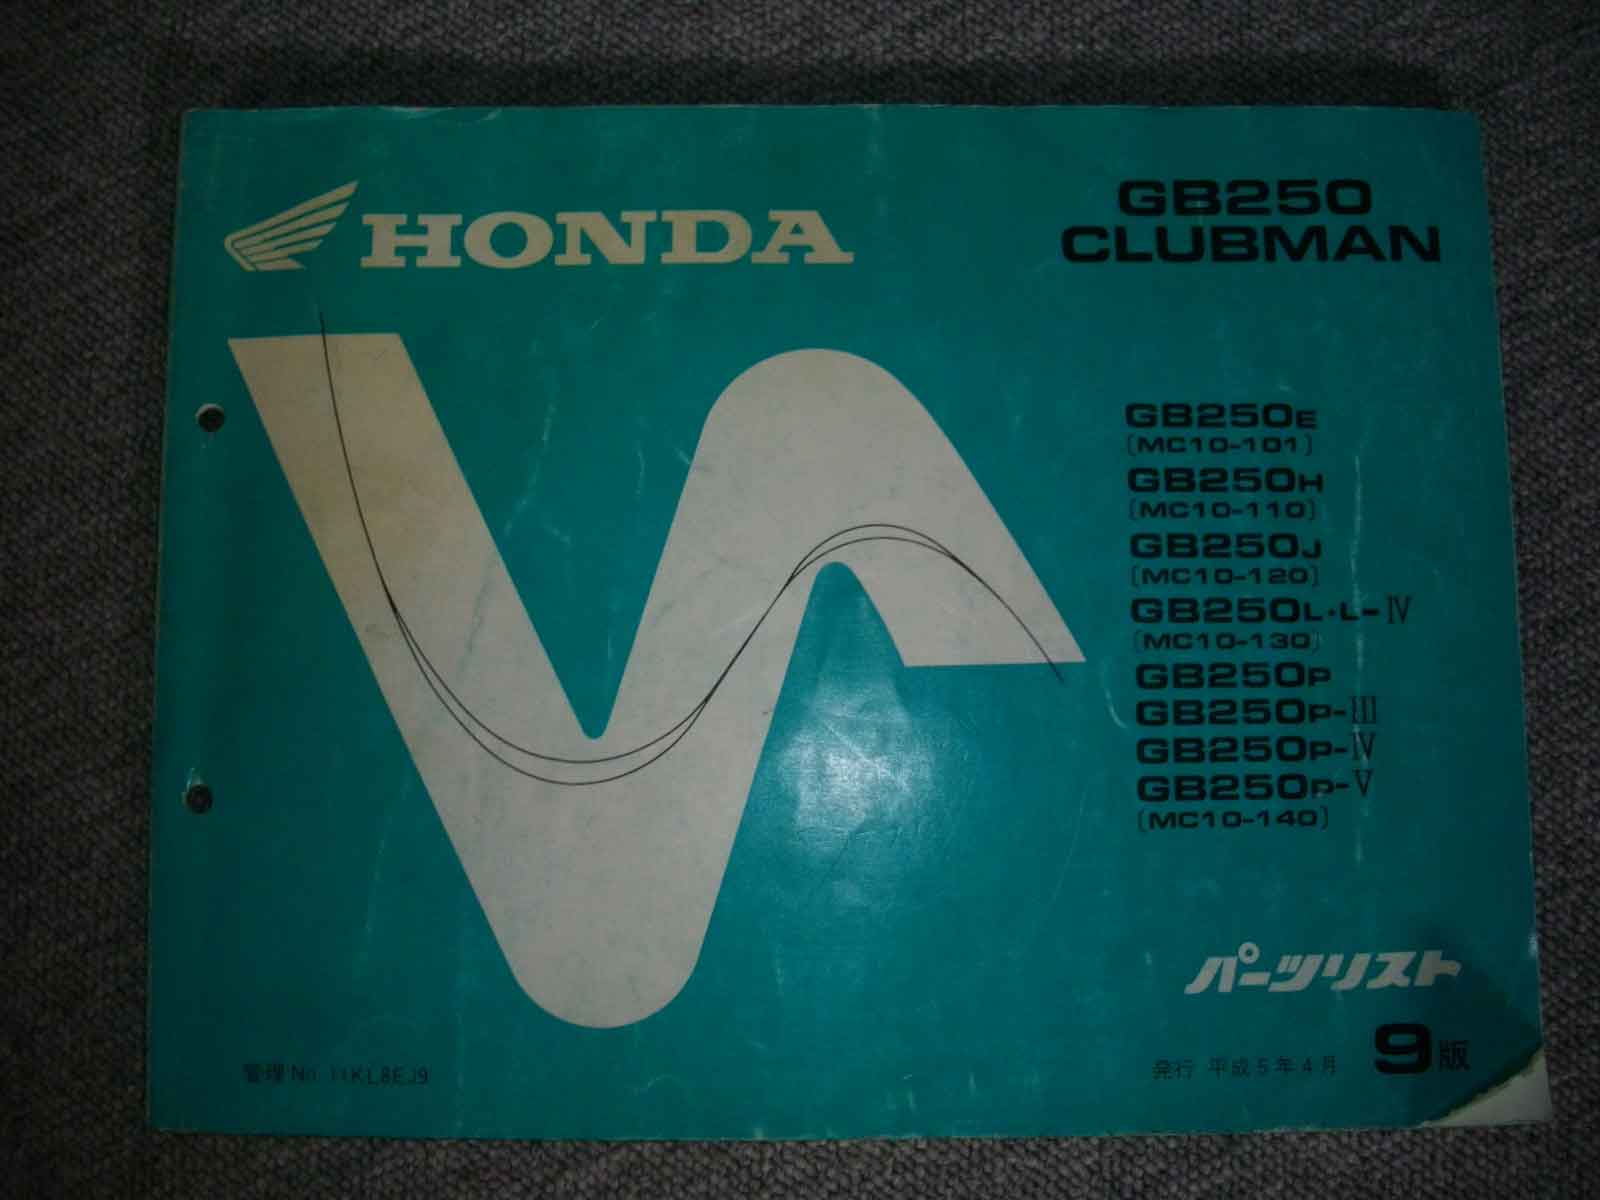 HONDA
GB250
CLUBMAN
GB250E
(MC10-101)
GB250H
(MC10-110)
GB250J
(MC10-120)
GB250L・L-Ⅳ
(MC10-130)
GB250P
GB250P-Ⅲ
GB250P-Ⅳ
GB250P-Ⅴ
(MC10-140)
パーツリスト
管理 No. 11KL8EJ9
発行 平成5年4月 9版